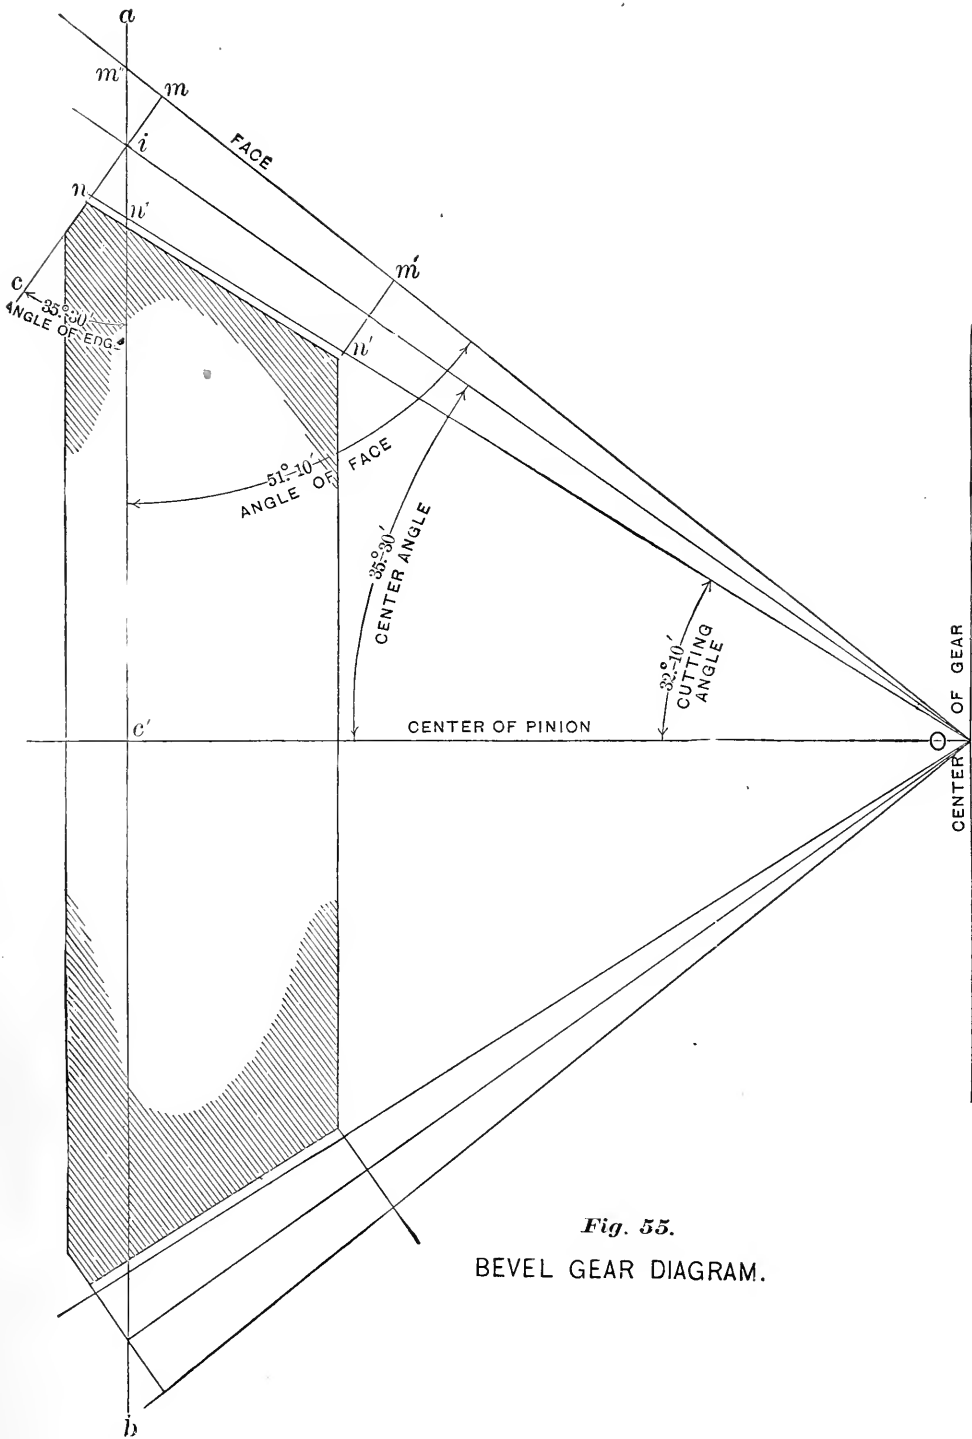 a
m"
m
FACE
i
n
n'
m'
c
35°-30'
ANGLE OF EDGE
n'
51°-10'
ANGLE OF FACE
35°-30'
CENTER ANGLE
32°-10'
CUTTING
ANGLE
c'
CENTER OF PINION
O
CENTER OF GEAR
Fig. 55.
BEVEL GEAR DIAGRAM.
b